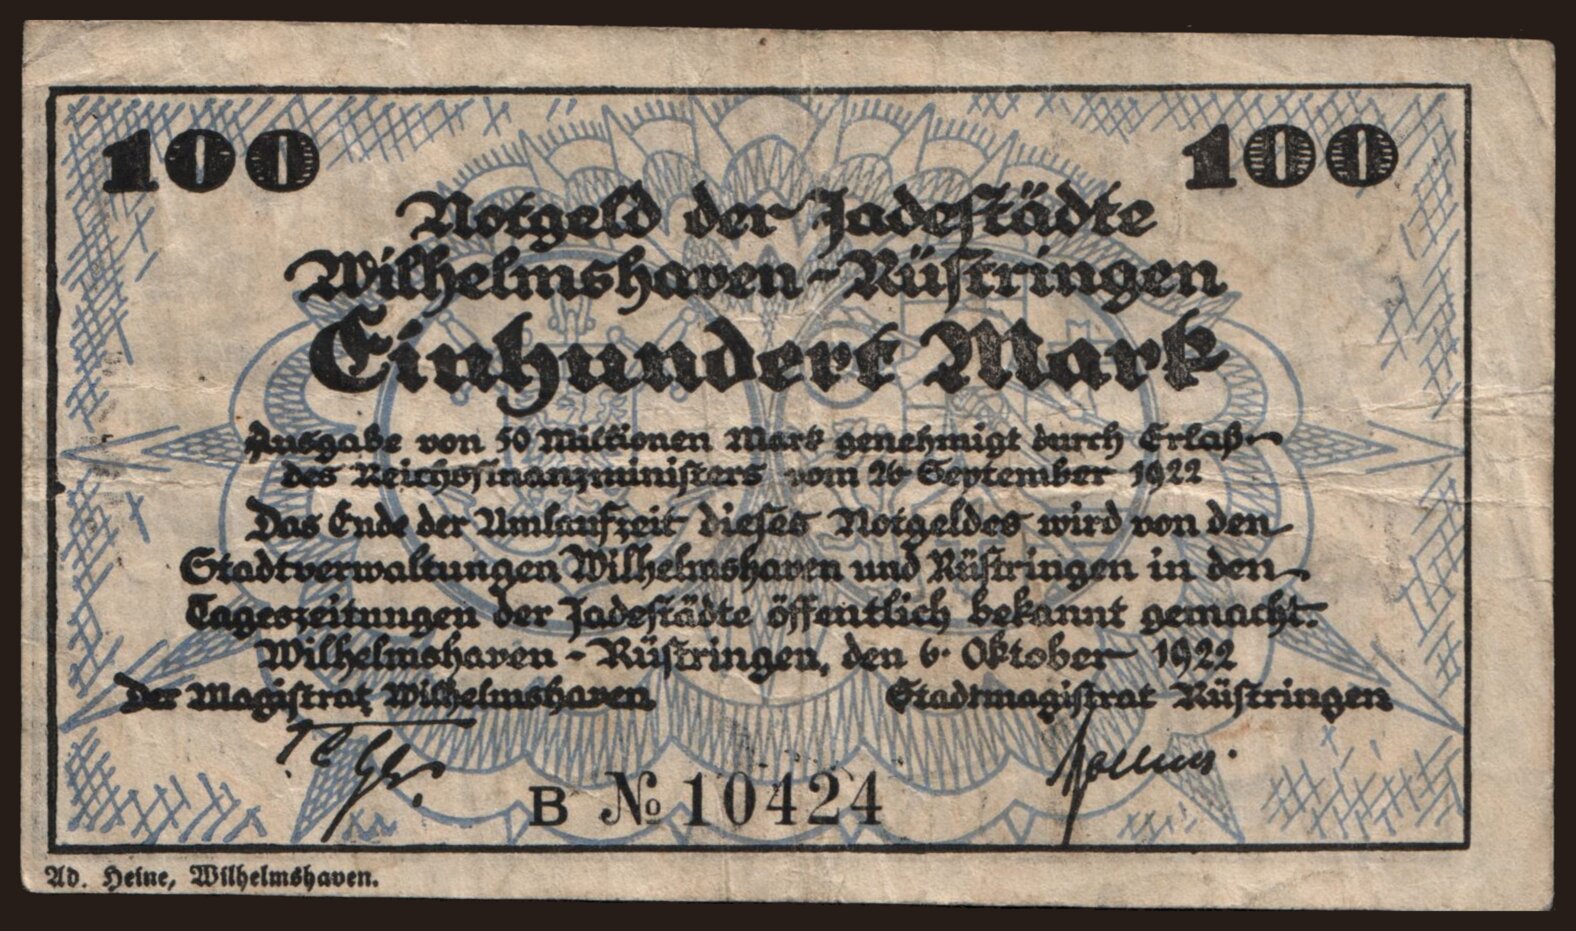 100 100
Notgeld der Jadestädte
Wilhelmshaven-Rüstringen
Einhundert Mark
Ausgabe von 50 Millionen Mark genehmigt durch Erlaß
des Reichsfinanzministers vom 26 September 1922
Das Ende der Umlaufzeit dieses Notgeldes wird von den
Stadtverwaltungen Wilhelmshaven und Rüstringen in den
Tageszeitungen der Jadestädte öffentlich bekannt gemacht.
Wilhelmshaven - Rüstringen, den 6. Oktober 1922
Der Magistrat Wilhelmshaven Stadtmagistrat Rüstringen
B № 10424
Ad. Heine, Wilhelmshaven.